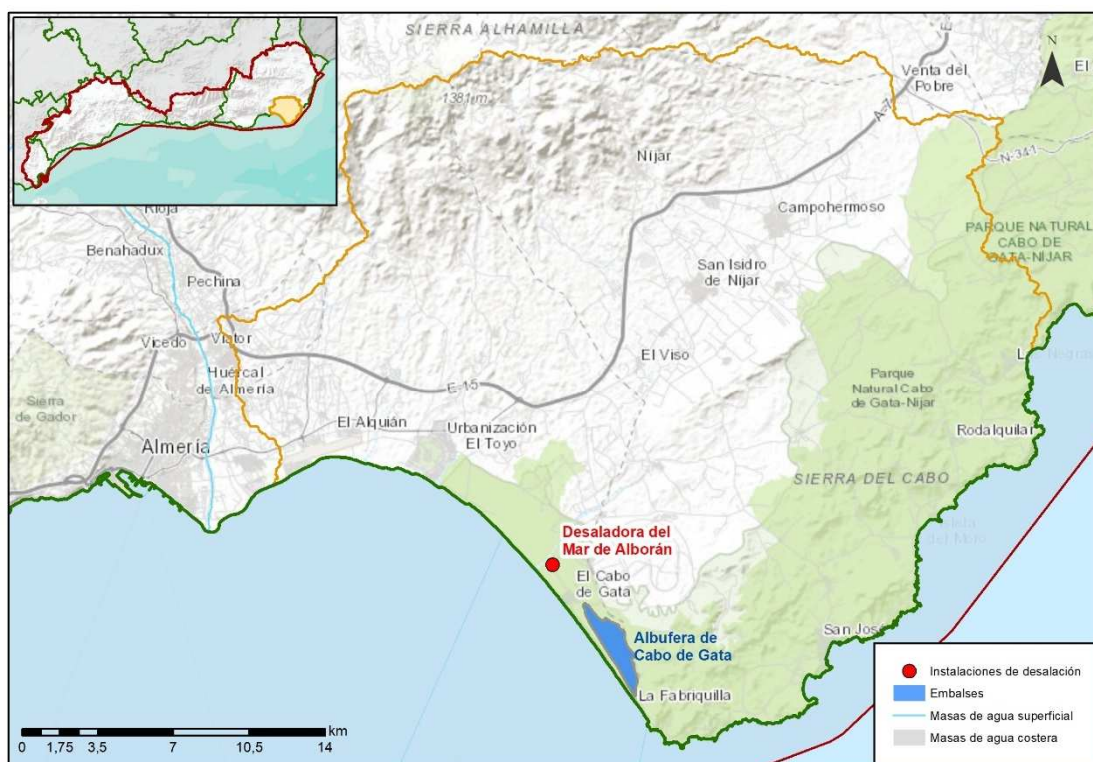 SIERRA ALHAMILLA
1381 m.
Venta del
Pobre
N
El
A-7
E
N-341
Níjar
Campohermoso
PARQUE NATURAL
CABO DE
GATA-NIJAR
Rioja
Benahadux
Pechina
San Isidro
de Níjar
Viator
Vicedo
El Viso
Huércal
de Almería
E-15
Parque
Natural Cabo
de Gata-Níjar
Sierra
de Gador
Almería
El Alquián
Urbanización
El Toyo
Rodalquilar
SIERRA DEL CABO
Desaladora del
Mar de Alborán
El Cabo
de Gata
Albufera de
Cabo de Gata
San José
La Fabriquilla
km
0 1,75 3,5 7 10,5 14
Instalaciones de desalación
Embalses
Masas de agua superficial
Masas de agua costera